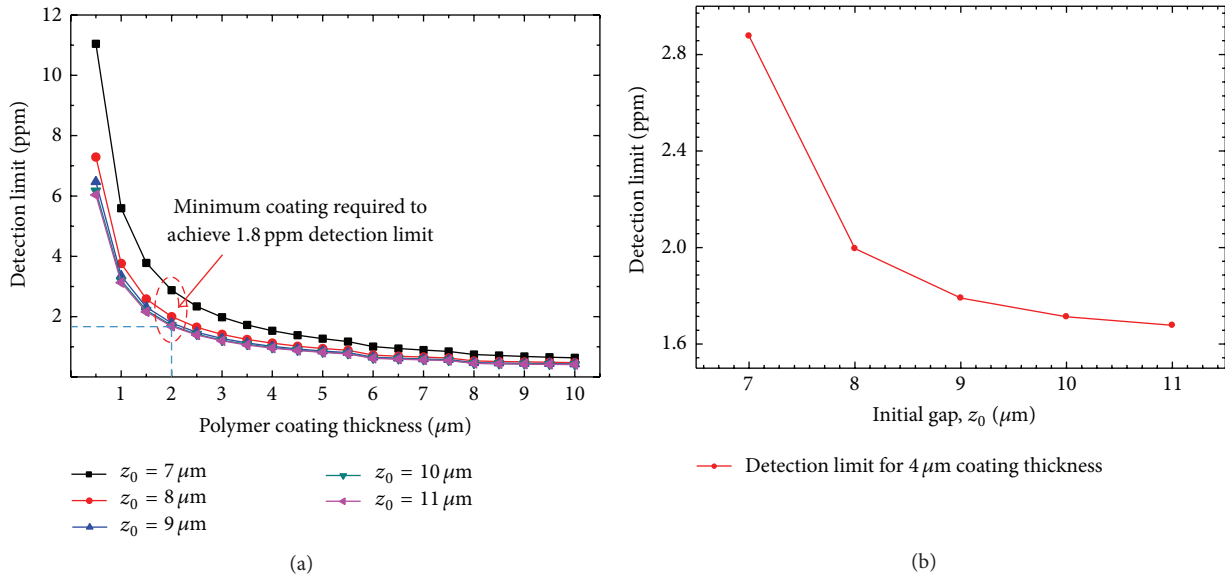 12
10
8
6
4
2
Detection limit (ppm)
Minimum coating required to
achieve 1.8 ppm detection limit
1 2 3 4 5 6 7 8 9 10
Polymer coating thickness (μm)
z₀ = 7 μm
z₀ = 8 μm
z₀ = 9 μm
z₀ = 10 μm
z₀ = 11 μm
(a)
2.8
2.4
2.0
1.6
Detection limit (ppm)
7 8 9 10 11
Initial gap, z₀ (μm)
Detection limit for 4 μm coating thickness
(b)